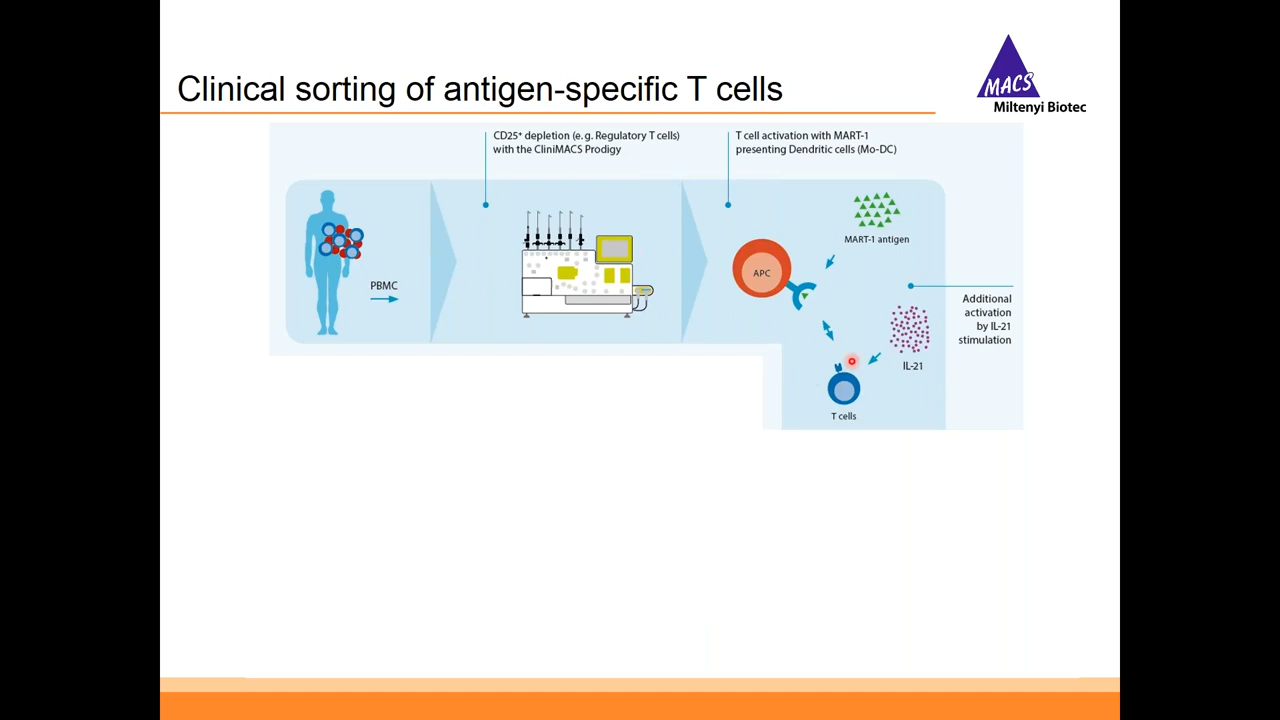 MACS
Miltenyi Biotec
Clinical sorting of antigen-specific T cells
CD25⁺ depletion (e. g. Regulatory T cells)
with the CliniMACS Prodigy
T cell activation with MART-1
presenting Dendritic cells (Mo-DC)
PBMC
MART-1 antigen
APC
Additional
activation
by IL-21
stimulation
IL-21
T cells